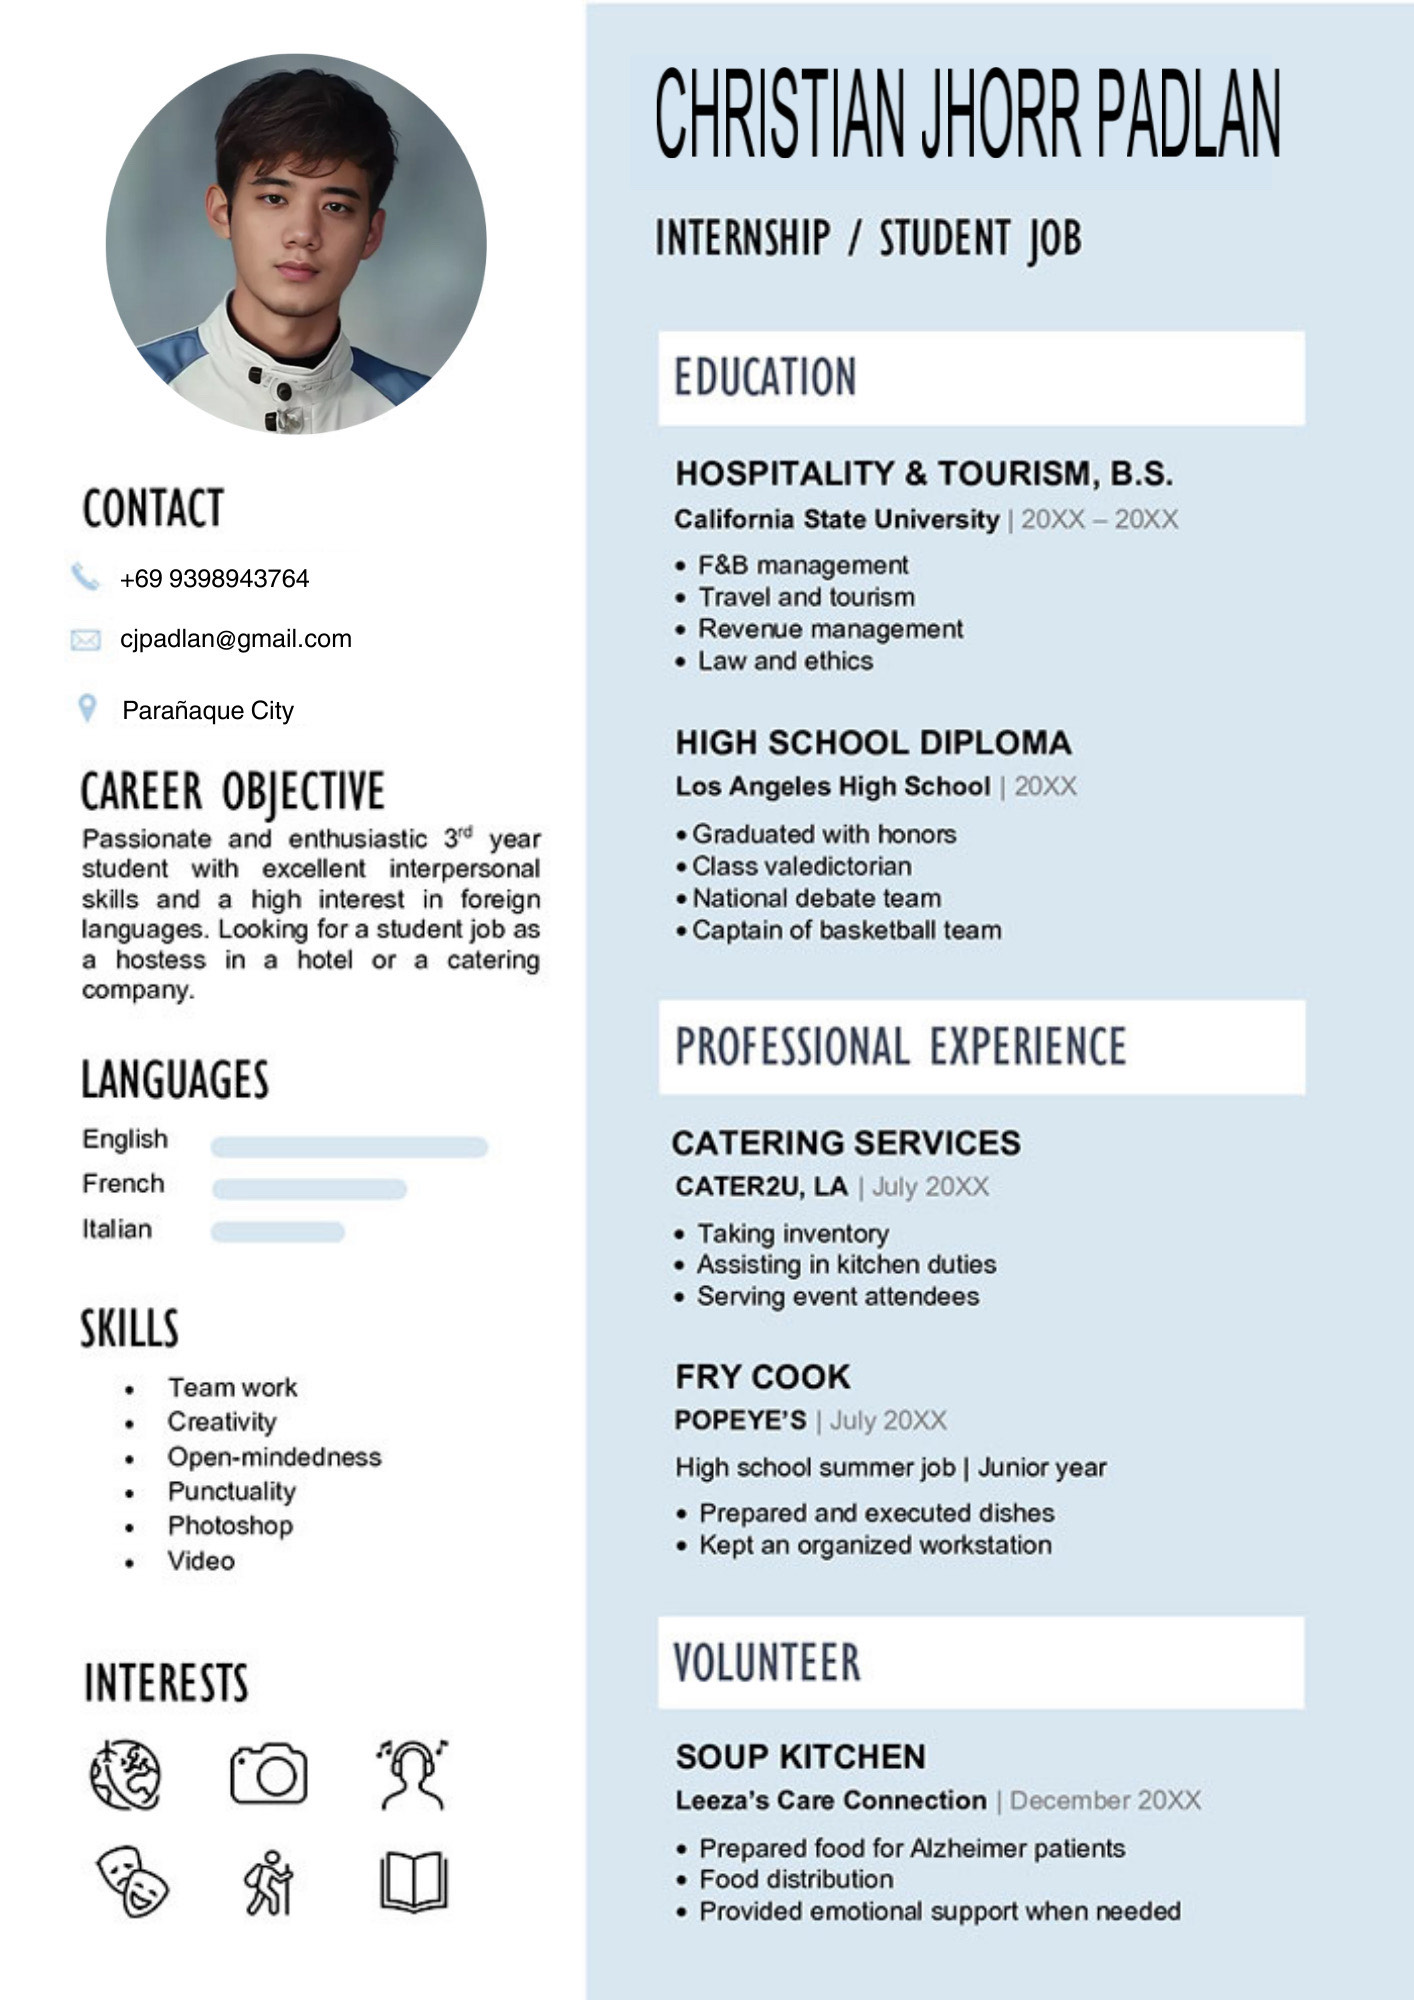 CHRISTIAN JHORR PADLAN
INTERNSHIP / STUDENT JOB
CONTACT
+69 9398943764
cjpadlan@gmail.com
Parañaque City
CAREER OBJECTIVE
Passionate and enthusiastic 3rd year
student with excellent interpersonal
skills and a high interest in foreign
languages. Looking for a student job as
a hostess in a hotel or a catering
company.
LANGUAGES
English
French
Italian
SKILLS
• Team work
• Creativity
• Open-mindedness
• Punctuality
• Photoshop
• Video
INTERESTS
EDUCATION
HOSPITALITY & TOURISM, B.S.
California State University | 20XX – 20XX
• F&B management
• Travel and tourism
• Revenue management
• Law and ethics
HIGH SCHOOL DIPLOMA
Los Angeles High School | 20XX
• Graduated with honors
• Class valedictorian
• National debate team
• Captain of basketball team
PROFESSIONAL EXPERIENCE
CATERING SERVICES
CATER2U, LA | July 20XX
• Taking inventory
• Assisting in kitchen duties
• Serving event attendees
FRY COOK
POPEYE'S | July 20XX
High school summer job | Junior year
• Prepared and executed dishes
• Kept an organized workstation
VOLUNTEER
SOUP KITCHEN
Leeza's Care Connection | December 20XX
• Prepared food for Alzheimer patients
• Food distribution
• Provided emotional support when needed